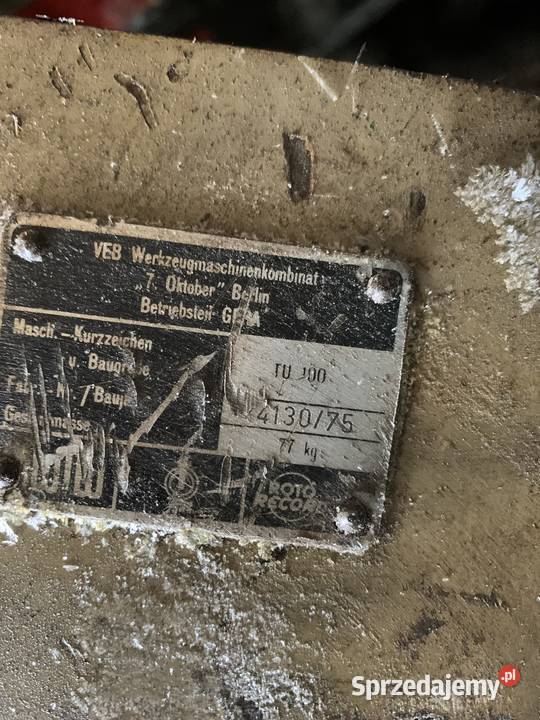 VEB Werkzeugmaschinenkombinat
„7. Oktober" Berlin
Betriebsteil GERA
Masch.-Kurzzeichen
u. Baugröße
TU 100
/Bauj.
4130/75
77 kg
ROTO
RECORD
Sprzedajemy.pl